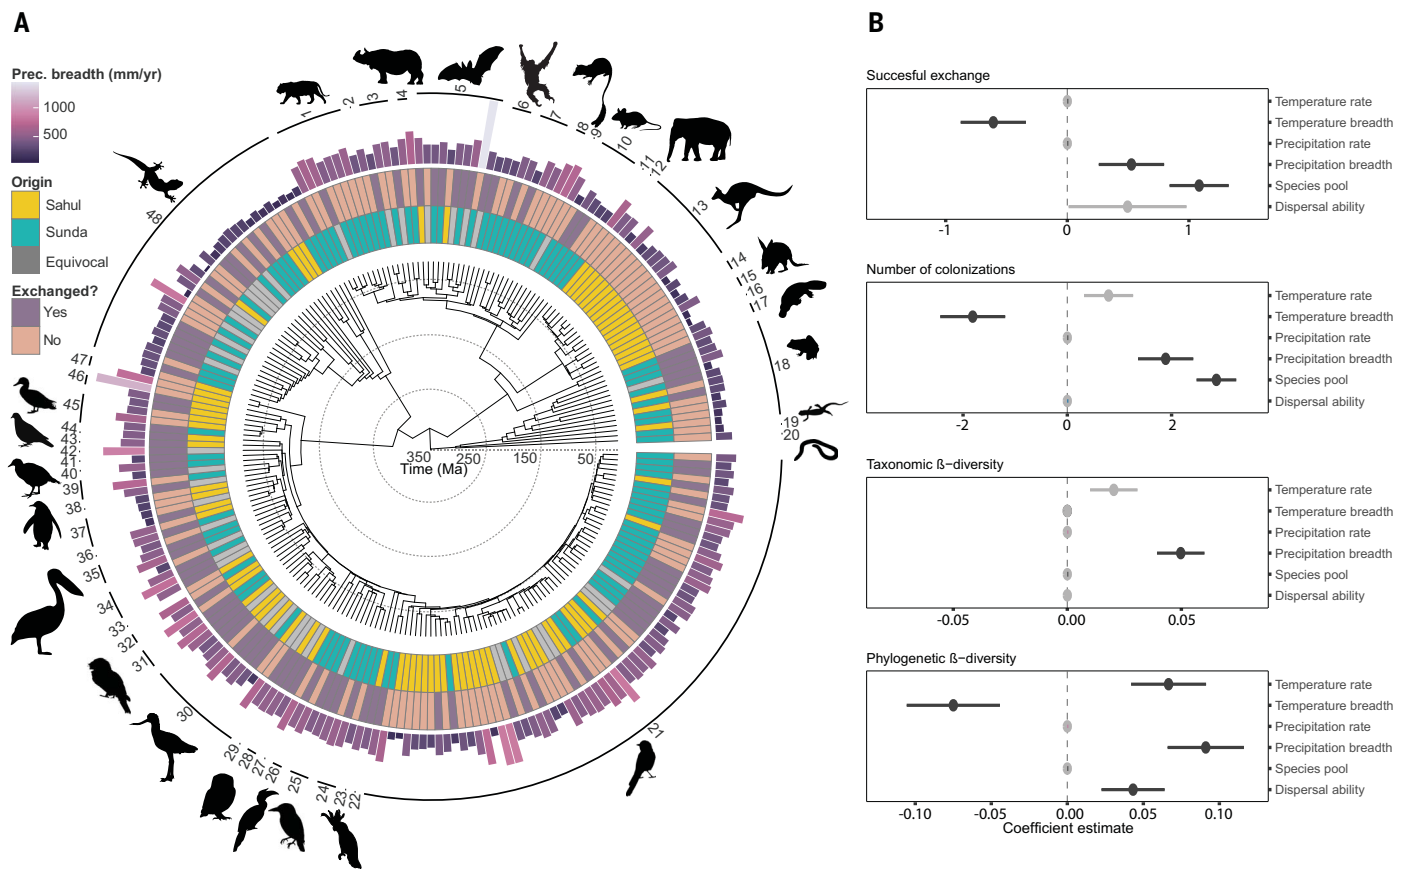 A
Prec. breadth (mm/yr)
1000
500
Origin
Sahul
Sunda
Equivocal
Exchanged?
Yes
No
1
2
3
4
5
6
7
8
9
10
11
12
13
14
15
16
17
18
19
20
21
22
23
24
25
26
27
28
29
30
31
32
33
34
35
36
37
38
39
40
41
42
43
44
45
46
47
48
350
250
150
50
Time (Ma)
B
Succesful exchange
Temperature rate
Temperature breadth
Precipitation rate
Precipitation breadth
Species pool
Dispersal ability
-1
0
1
Number of colonizations
Temperature rate
Temperature breadth
Precipitation rate
Precipitation breadth
Species pool
Dispersal ability
-2
0
2
Taxonomic ß−diversity
Temperature rate
Temperature breadth
Precipitation rate
Precipitation breadth
Species pool
Dispersal ability
-0.05
0.00
0.05
Phylogenetic ß−diversity
Temperature rate
Temperature breadth
Precipitation rate
Precipitation breadth
Species pool
Dispersal ability
-0.10
-0.05
0.00
0.05
0.10
Coefficient estimate